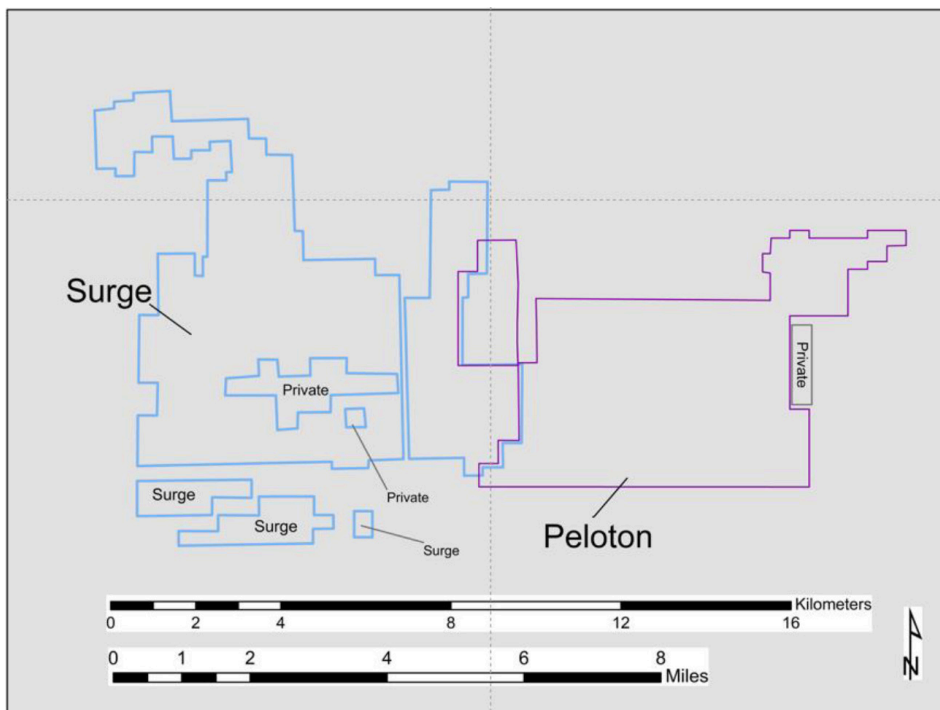 Surge
Private
Private
Private
Surge
Surge
Surge
Peloton
Kilometers
0 2 4 8 12 16
0 1 2 4 6 8
Miles
N